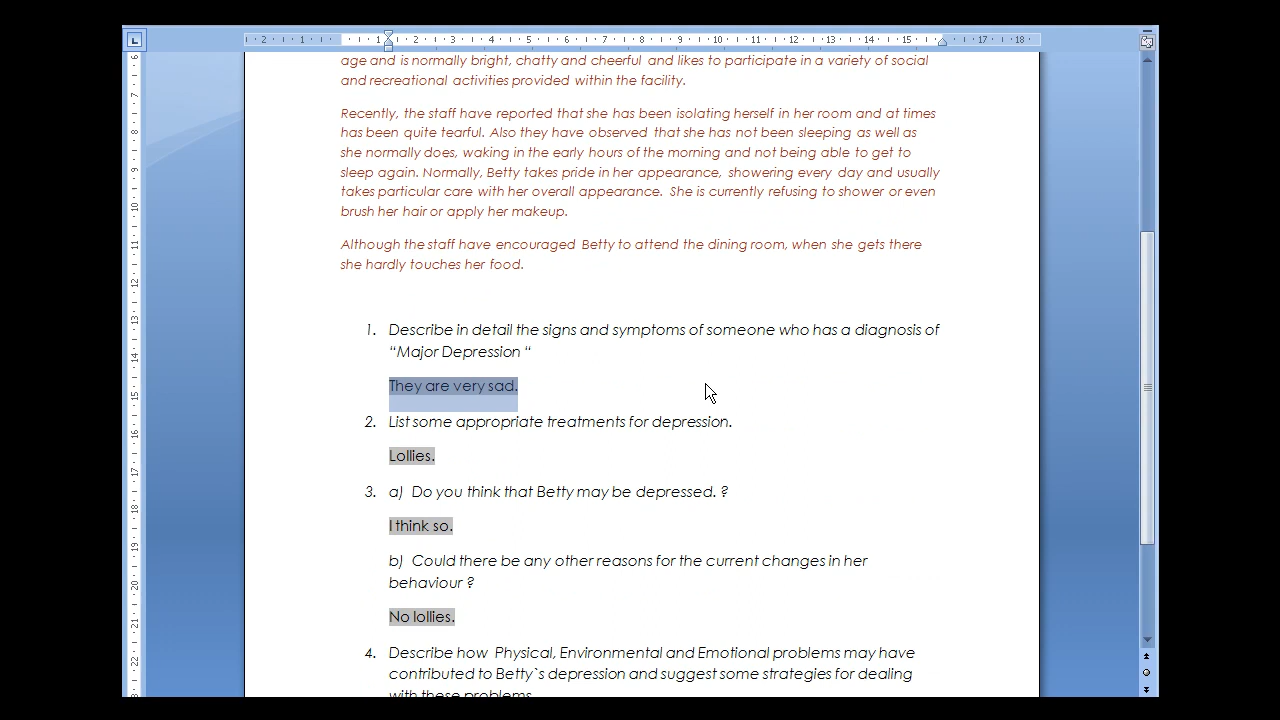 age and is normally bright, chatty and cheerful and likes to participate in a variety of social
and recreational activities provided within the facility.
Recently, the staff have reported that she has been isolating herself in her room and at times
has been quite tearful. Also they have observed that she has not been sleeping as well as
she normally does, waking in the early hours of the morning and not being able to get to
sleep again. Normally, Betty takes pride in her appearance, showering every day and usually
takes particular care with her overall appearance. She is currently refusing to shower or even
brush her hair or apply her makeup.
Although the staff have encouraged Betty to attend the dining room, when she gets there
she hardly touches her food.
1. Describe in detail the signs and symptoms of someone who has a diagnosis of
“Major Depression “
They are very sad.
2. List some appropriate treatments for depression.
Lollies.
3. a) Do you think that Betty may be depressed. ?
I think so.
b) Could there be any other reasons for the current changes in her
behaviour ?
No lollies.
4. Describe how Physical, Environmental and Emotional problems may have
contributed to Betty`s depression and suggest some strategies for dealing
with these problems